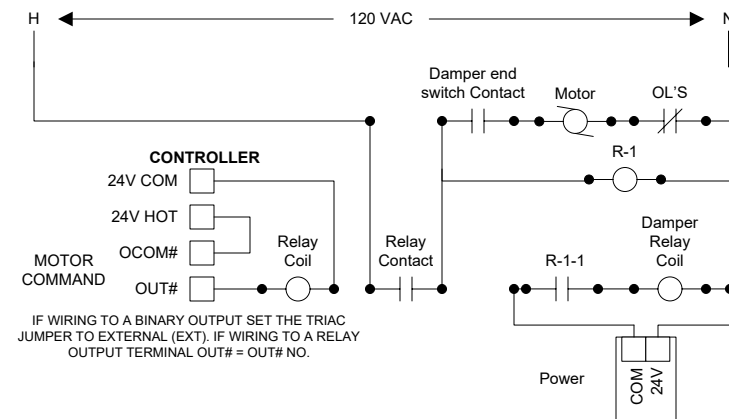 H
120 VAC
N
Damper end
switch Contact
Motor
OL'S
CONTROLLER
R-1
24V COM
24V HOT
OCOM#
MOTOR
COMMAND
OUT#
Relay
Coil
Relay
Contact
R-1-1
Damper
Relay
Coil
IF WIRING TO A BINARY OUTPUT SET THE TRIAC
JUMPER TO EXTERNAL (EXT). IF WIRING TO A RELAY
OUTPUT TERMINAL OUT# = OUT# NO.
Power
COM
24V